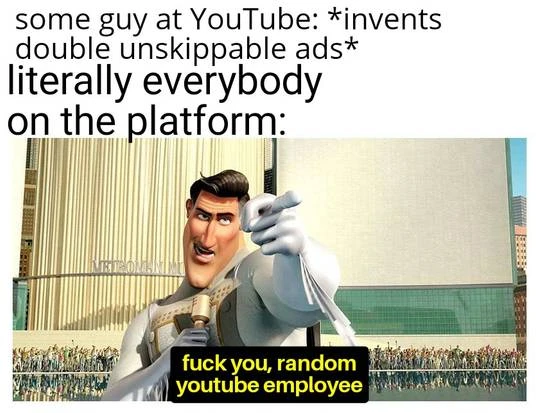 some guy at YouTube: *invents
double unskippable ads*
literally everybody
on the platform:
fuck you, random
youtube employee